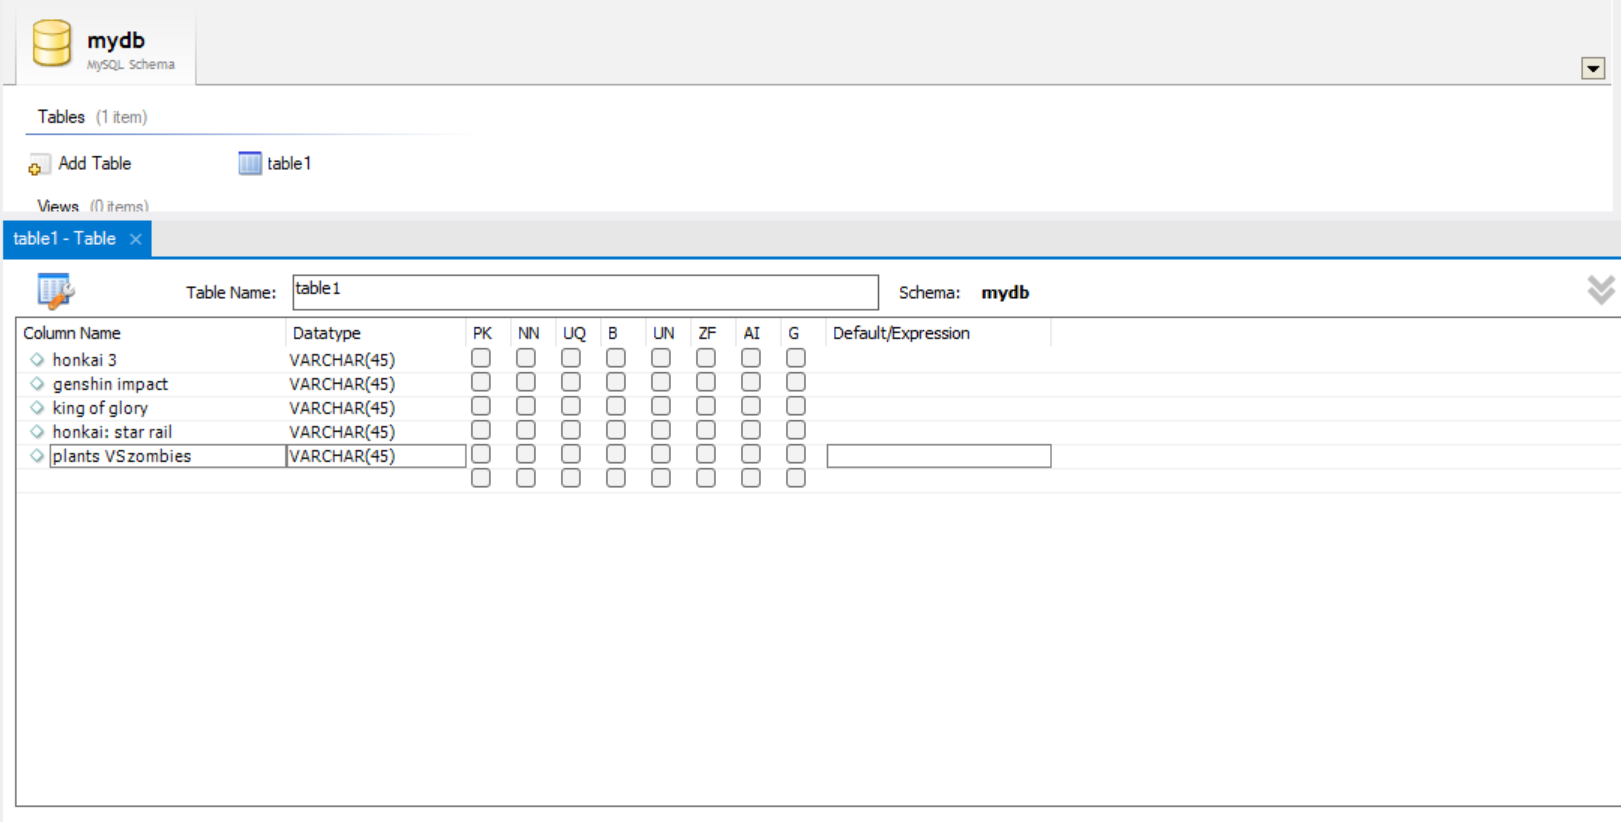 mydb
MySQL Schema
Tables (1 item)
Add Table table1
Views (0 items)
table1 - Table ×
Table Name: table1 Schema: mydb
Column Name Datatype PK NN UQ B UN ZF AI G Default/Expression
honkai 3 VARCHAR(45)
genshin impact VARCHAR(45)
king of glory VARCHAR(45)
honkai: star rail VARCHAR(45)
plants VSzombies VARCHAR(45)